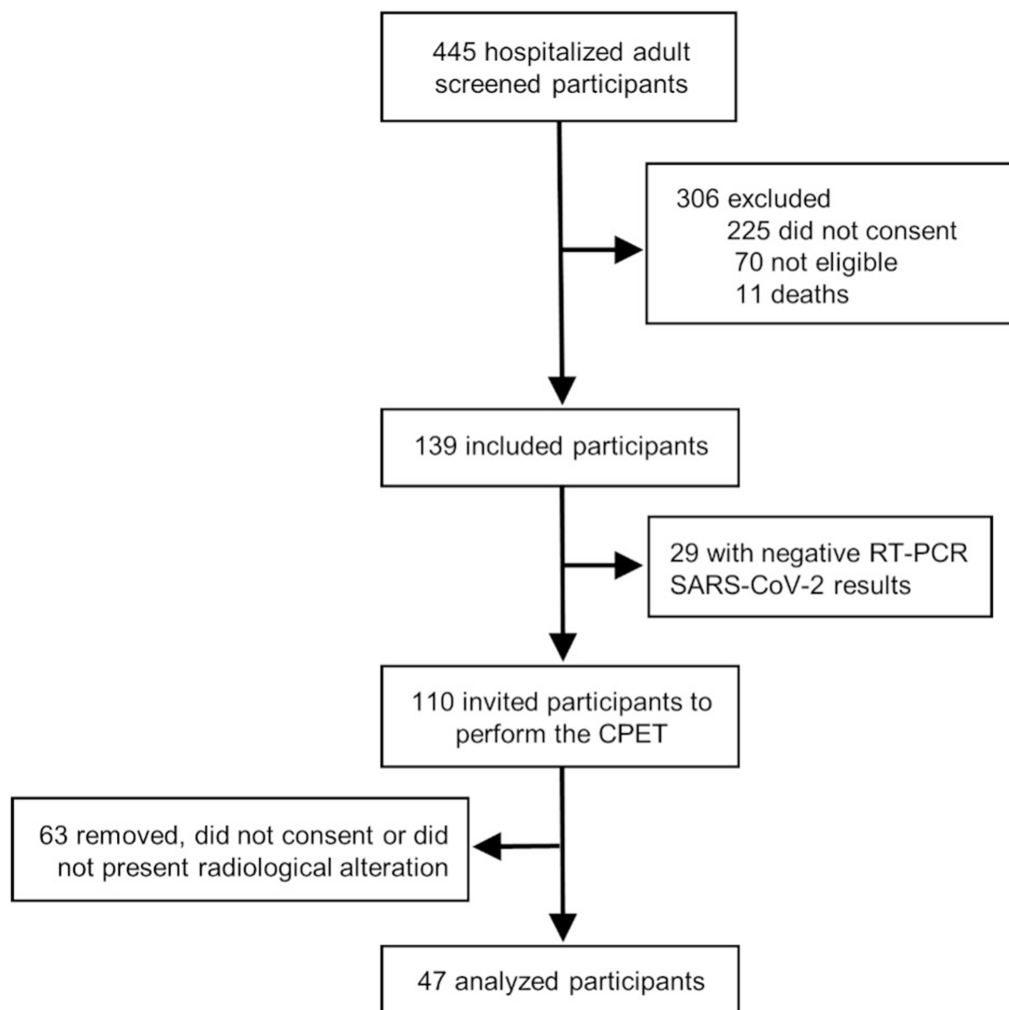 445 hospitalized adult
screened participants
306 excluded
225 did not consent
70 not eligible
11 deaths
139 included participants
29 with negative RT-PCR
SARS-CoV-2 results
110 invited participants to
perform the CPET
63 removed, did not consent or did
not present radiological alteration
47 analyzed participants